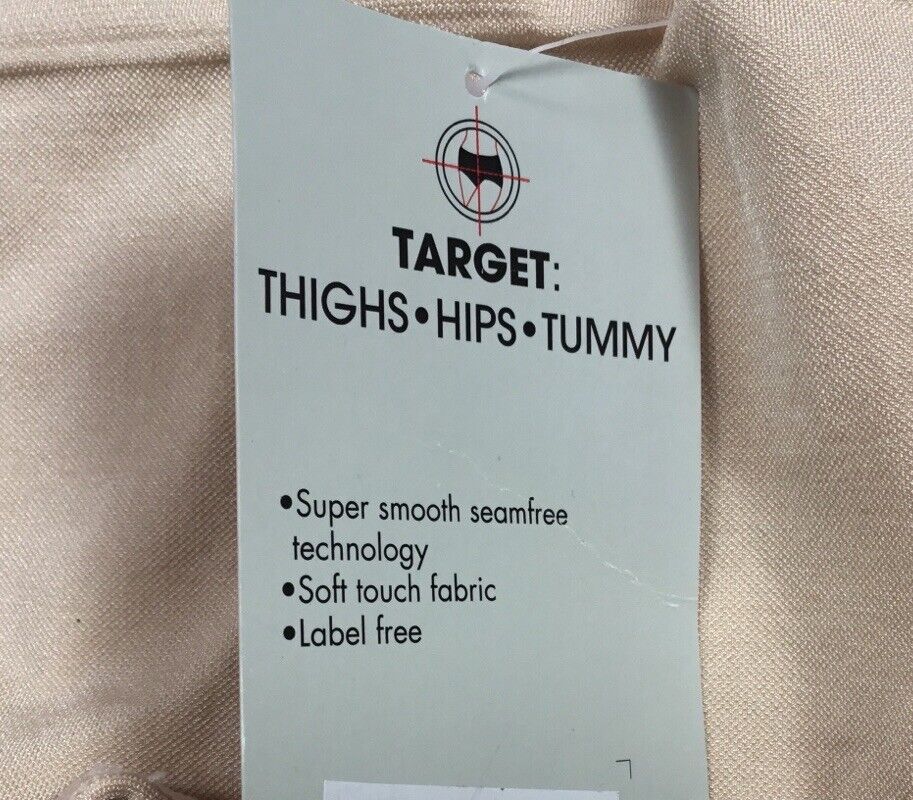 TARGET:
THIGHS•HIPS•TUMMY
•Super smooth seamfree
technology
•Soft touch fabric
•Label free